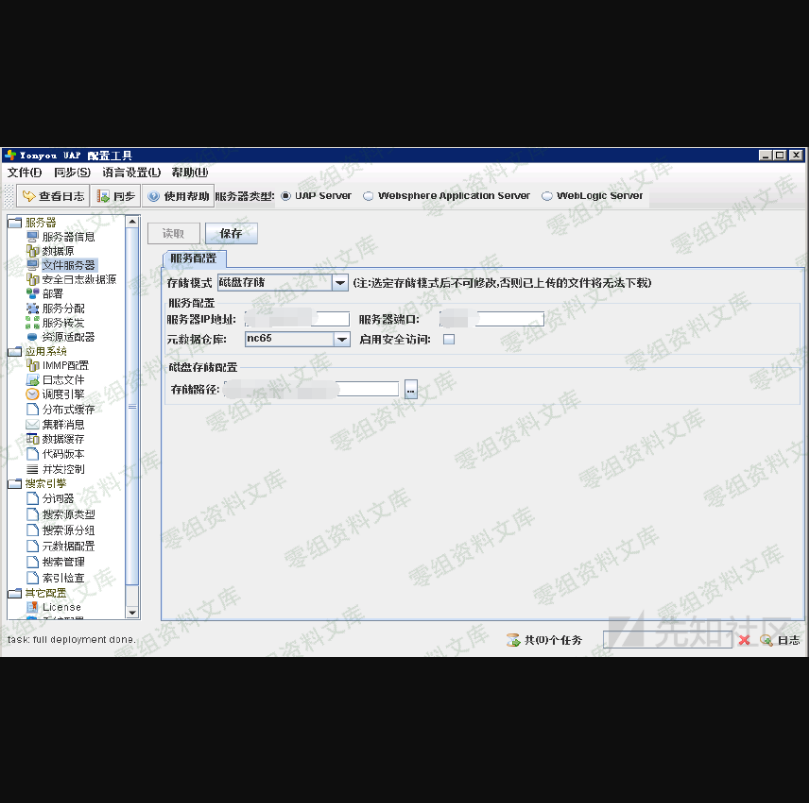 Yonyou UAP 配置工具
文件(F) 同步(S) 语言设置(L) 帮助(H)
查看日志 同步 使用帮助 服务器类型: UAP Server Websphere Application Server WebLogic Server
服务器
服务器信息
数据源
文件服务器
安全日志数据源
部署
服务分配
服务转发
资源适配器
应用系统
IMMP配置
日志文件
调度引擎
分布式缓存
集群消息
数据缓存
代码版本
并发控制
搜索引擎
分词器
搜索源类型
搜索源分组
元数据配置
搜索管理
索引检查
其它配置
License
读取 保存
服务配置
存储模式 磁盘存储 (注:选定存储模式后不可修改,否则已上传的文件将无法下载)
服务配置
服务器IP地址: 服务器端口:
元数据仓库: nc65 启用安全访问:
磁盘存储配置
存储路径: ...
task: full deployment done.
共(0)个任务 日志
零组资料文库
先知社区